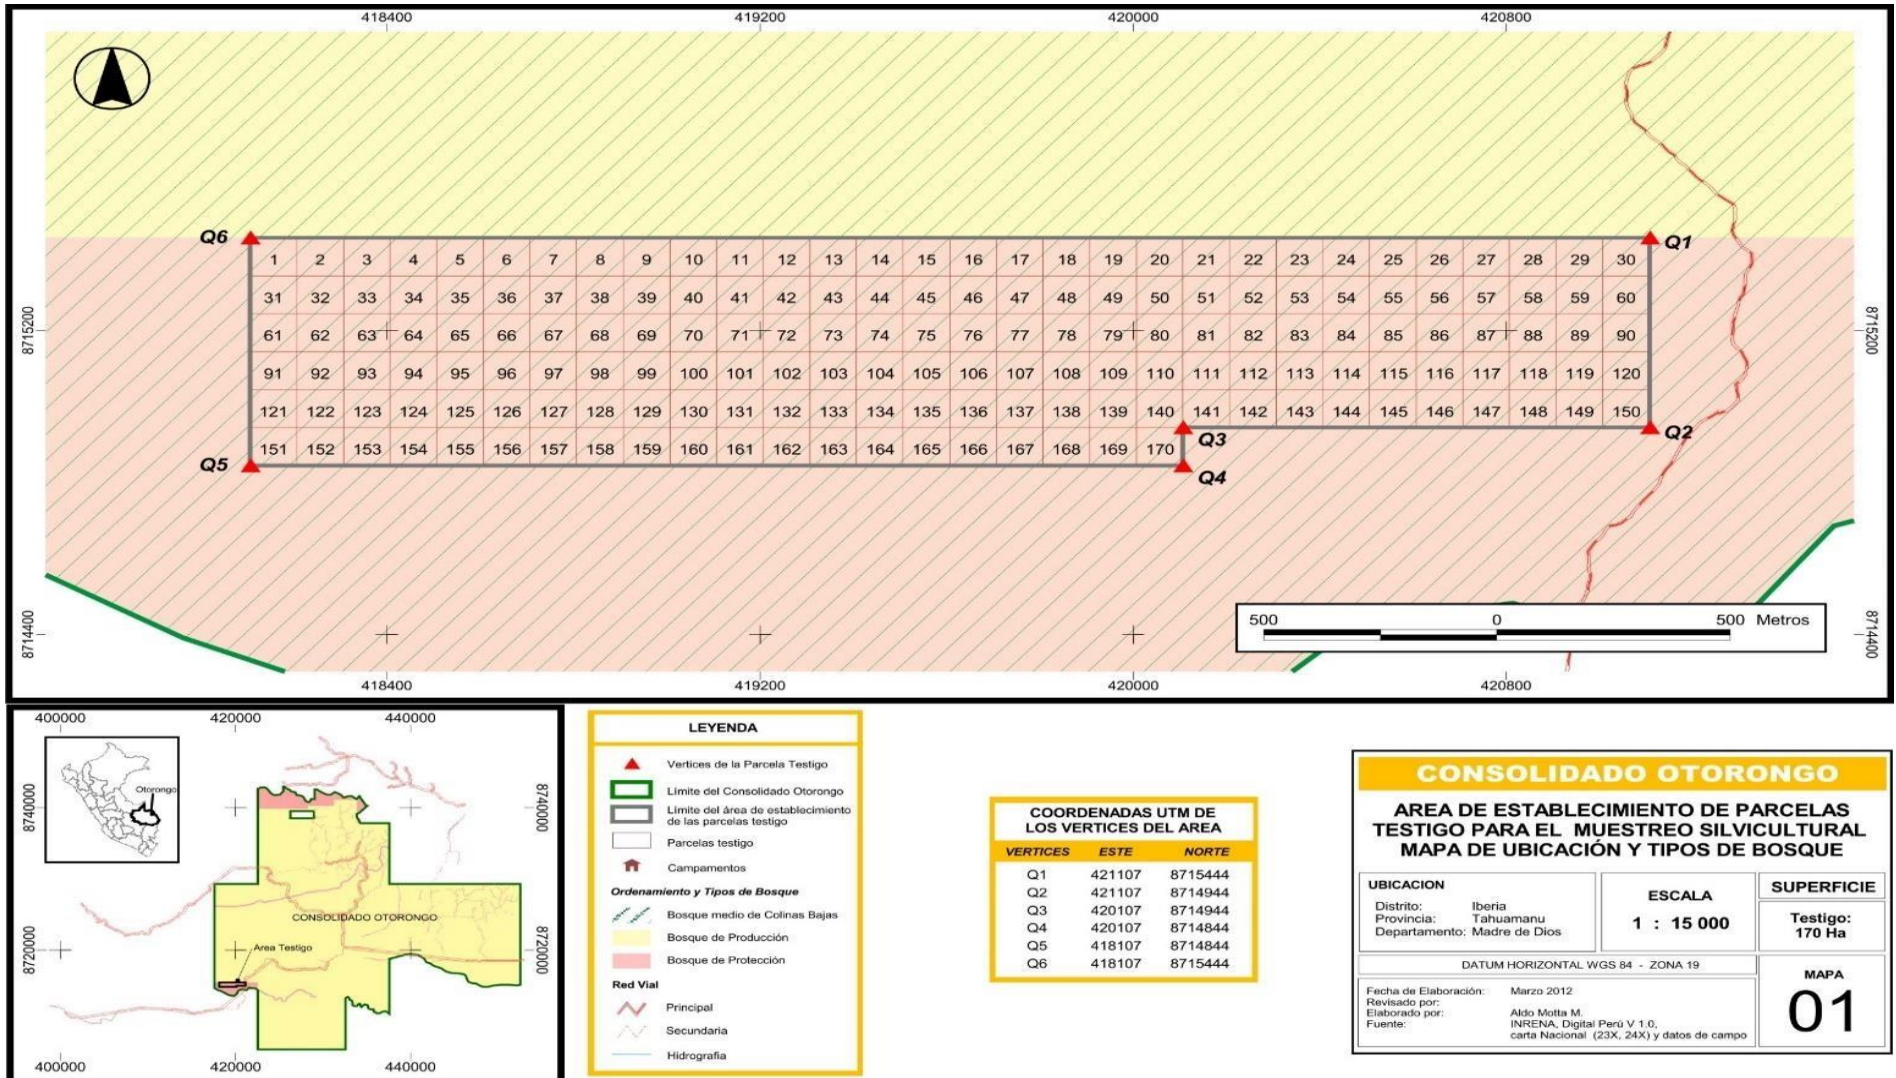 418400 419200 420000 420800
Q6 Q1
1 2 3 4 5 6 7 8 9 10 11 12 13 14 15 16 17 18 19 20 21 22 23 24 25 26 27 28 29 30
31 32 33 34 35 36 37 38 39 40 41 42 43 44 45 46 47 48 49 50 51 52 53 54 55 56 57 58 59 60
8715200 61 62 63 64 65 66 67 68 69 70 71 72 73 74 75 76 77 78 79 80 81 82 83 84 85 86 87 88 89 90 8715200
91 92 93 94 95 96 97 98 99 100 101 102 103 104 105 106 107 108 109 110 111 112 113 114 115 116 117 118 119 120
121 122 123 124 125 126 127 128 129 130 131 132 133 134 135 136 137 138 139 140 141 142 143 144 145 146 147 148 149 150
Q3 Q2
151 152 153 154 155 156 157 158 159 160 161 162 163 164 165 166 167 168 169 170
Q5 Q4
500 0 500 Metros
8714400 8714400
418400 419200 420000 420800
400000 420000 440000
Otorongo
8740000 8740000
CONSOLIDADO OTORONGO
Area Testigo
8720000 8720000
400000 420000 440000
LEYENDA
Vertices de la Parcela Testigo
Limite del Consolidado Otorongo
Limite del área de establecimiento
de las parcelas testigo
Parcelas testigo
Campamentos
Ordenamiento y Tipos de Bosque
Bosque medio de Colinas Bajas
Bosque de Producción
Bosque de Protección
Red Vial
Principal
Secundaria
Hidrografia
COORDENADAS UTM DE
LOS VERTICES DEL AREA
VERTICES ESTE NORTE
Q1 421107 8715444
Q2 421107 8714944
Q3 420107 8714944
Q4 420107 8714844
Q5 418107 8714844
Q6 418107 8715444
CONSOLIDADO OTORONGO
AREA DE ESTABLECIMIENTO DE PARCELAS
TESTIGO PARA EL MUESTREO SILVICULTURAL
MAPA DE UBICACIÓN Y TIPOS DE BOSQUE
UBICACION
Distrito: Iberia
Provincia: Tahuamanu
Departamento: Madre de Dios
ESCALA
1 : 15 000
SUPERFICIE
Testigo:
170 Ha
DATUM HORIZONTAL WGS 84 - ZONA 19
Fecha de Elaboración: Marzo 2012
Revisado por:
Elaborado por: Aldo Motta M.
Fuente: INRENA, Digital Perú V 1.0,
carta Nacional (23X, 24X) y datos de campo
MAPA
01